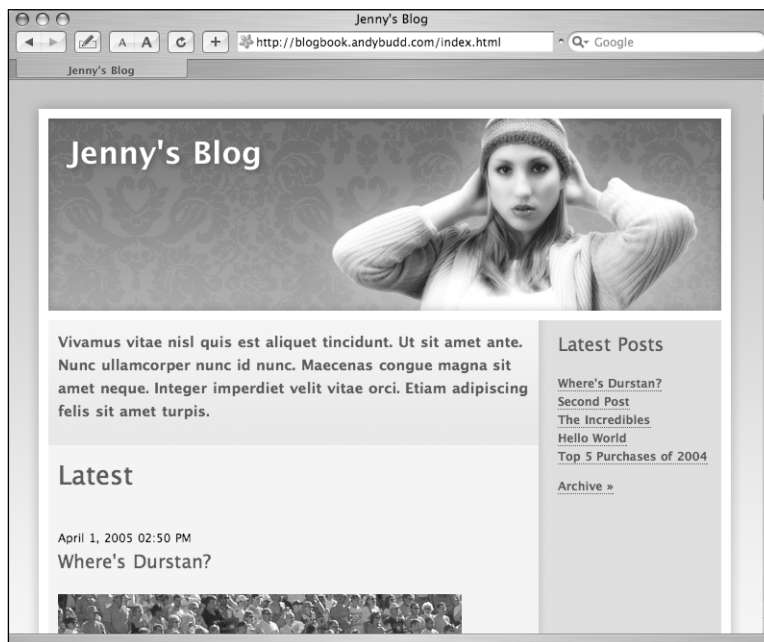 Jenny's Blog
A A
http://blogbook.andybudd.com/index.html
Google
Jenny's Blog
Jenny's Blog
Vivamus vitae nisl quis est aliquet tincidunt. Ut sit amet ante.
Nunc ullamcorper nunc id nunc. Maecenas congue magna sit
amet neque. Integer imperdiet velit vitae orci. Etiam adipiscing
felis sit amet turpis.
Latest
April 1, 2005 02:50 PM
Where's Durstan?
Latest Posts
Where's Durstan?
Second Post
The Incredibles
Hello World
Top 5 Purchases of 2004
Archive »